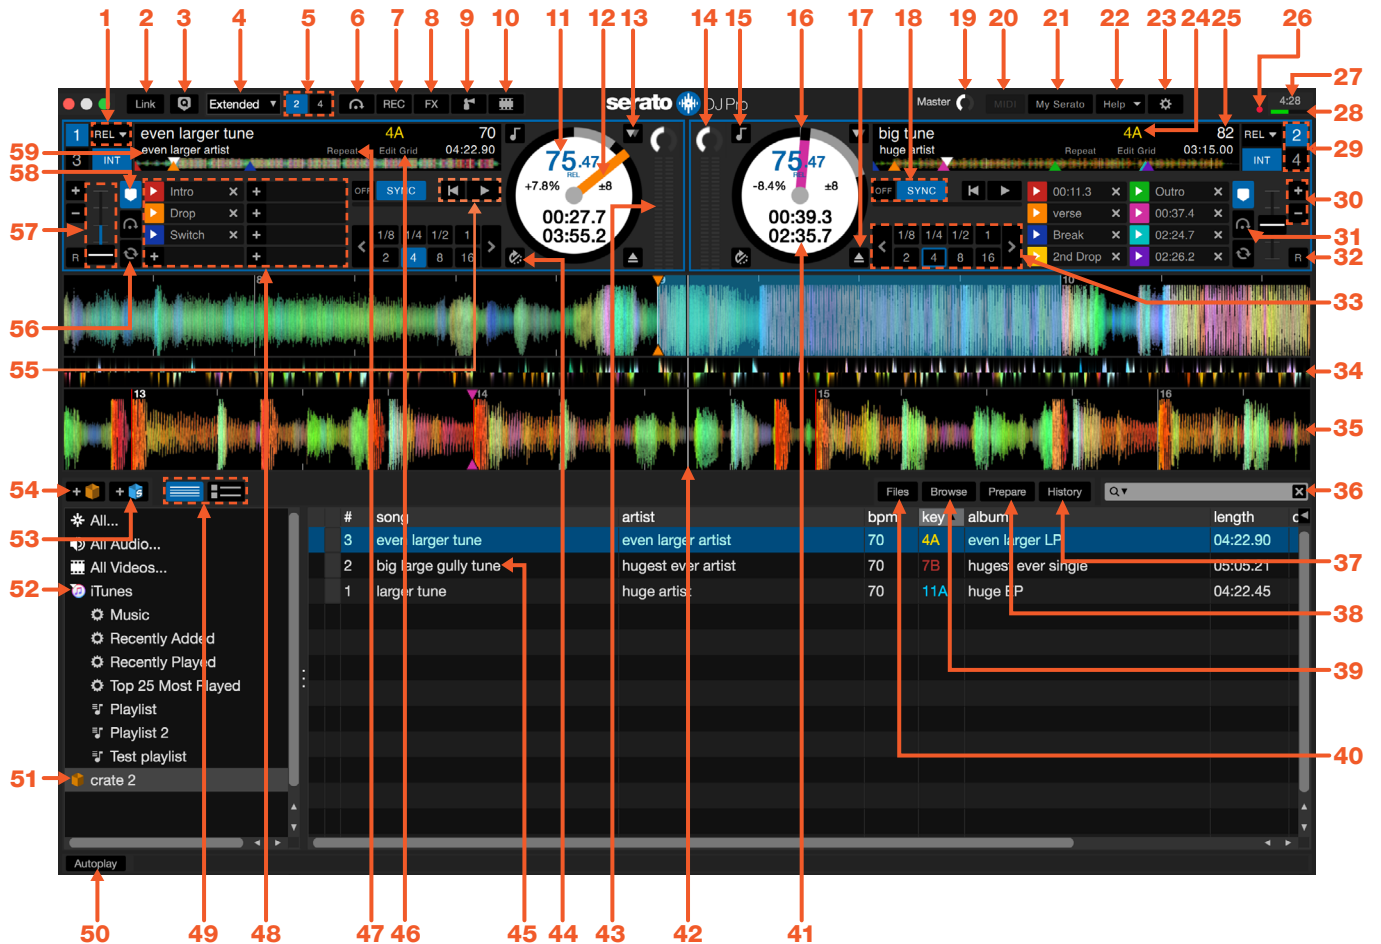 1 2 3 4 5 6 7 8 9 10 11 12 13 14 15 16 17 18 19 20 21 22 23 24 25 26
27
28
29
30
31
32
33
34
35
36
37
38
39
40
59
58
57
56
55
54
53
52
51
50 49 48 47 46 45 44 43 42 41
Link Extended 2 4 REC FX serato DJ Pro Master MIDI My Serato Help 4:28
1 REL even larger tune 4A 70
3 INT even larger artist Repeat Edit Grid 04:22.90
Intro
Drop
Switch
R
OFF SYNC
1/8 1/4 1/2 1
2 4 8 16
75.47
REL
+7.8% ±8
00:27.7
03:55.2
75.47
REL
-8.4% ±8
00:39.3
02:35.7
big tune 4A 82 REL 2
huge artist Repeat Edit Grid 03:15.00 INT 4
OFF SYNC
1/8 1/4 1/2 1
2 4 8 16
00:11.3 Outro
verse 00:37.4
Break 02:24.7
2nd Drop 02:26.2
R
8 9 10
13 14 15 16
Files Browse Prepare History
All...
All Audio...
All Videos...
iTunes
Music
Recently Added
Recently Played
Top 25 Most Played
Playlist
Playlist 2
Test playlist
crate 2
# song artist bpm key album length
3 even larger tune even larger artist 70 4A even larger LP 04:22.90
2 big large gully tune hugest ever artist 70 7B hugest ever single 05:05.21
1 larger tune huge artist 70 11A huge EP 04:22.45
Autoplay